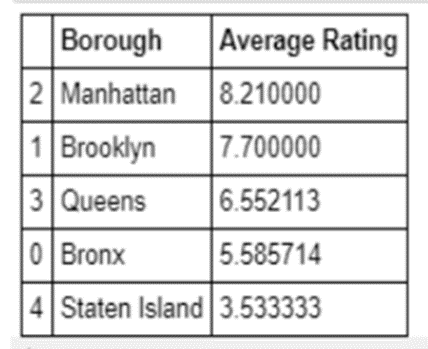 Borough Average Rating
2 Manhattan 8.210000
1 Brooklyn 7.700000
3 Queens 6.552113
0 Bronx 5.585714
4 Staten Island 3.533333